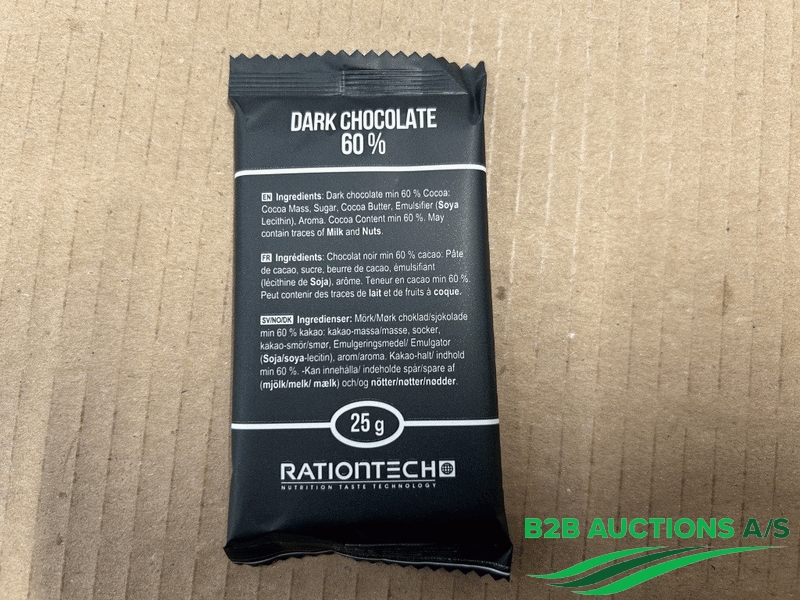 DARK CHOCOLATE
60 %
EN Ingredients: Dark chocolate min 60 % Cocoa:
Cocoa Mass, Sugar, Cocoa Butter, Emulsifier (Soya
Lecithin), Aroma. Cocoa Content min 60 %. May
contain traces of Milk and Nuts.
FR Ingrédients: Chocolat noir min 60 % cacao: Pâte
de cacao, sucre, beurre de cacao, émulsifiant
(lécithine de Soja), arôme. Teneur en cacao min 60 %.
Peut contenir des traces de lait et de fruits à coque.
SV/NO/DK Ingredienser: Mörk/Mørk choklad/sjokolade
min 60 % kakao: kakao-massa/masse, socker,
kakao-smör/smør, Emulgeringsmedel/ Emulgator
(Soja/soya-lecitin), arom/aroma. Kakao-halt/ indhold
min 60 %. -Kan innehålla/ indeholde spår/spare af
(mjölk/melk/ mælk) och/og nötter/nøtter/nødder.
25 g
RATIONTECH
NUTRITION TASTE TECHNOLOGY
B2B AUCTIONS A/S